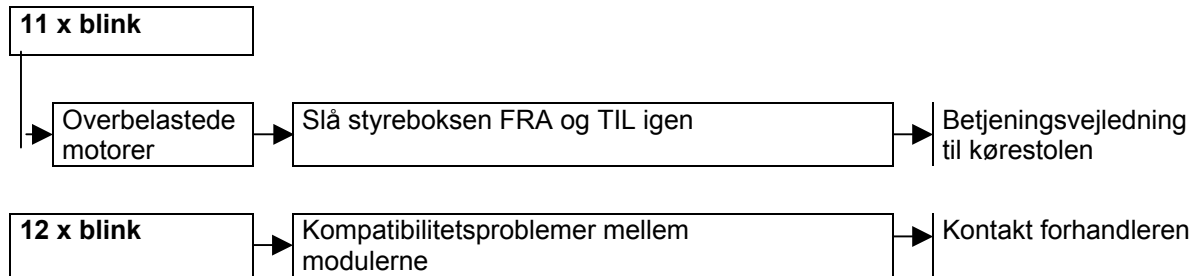 11 x blink
Overbelastede
motorer
Slå styreboksen FRA og TIL igen
Betjeningsvejledning
til kørestolen
12 x blink
Kompatibilitetsproblemer mellem
modulerne
Kontakt forhandleren